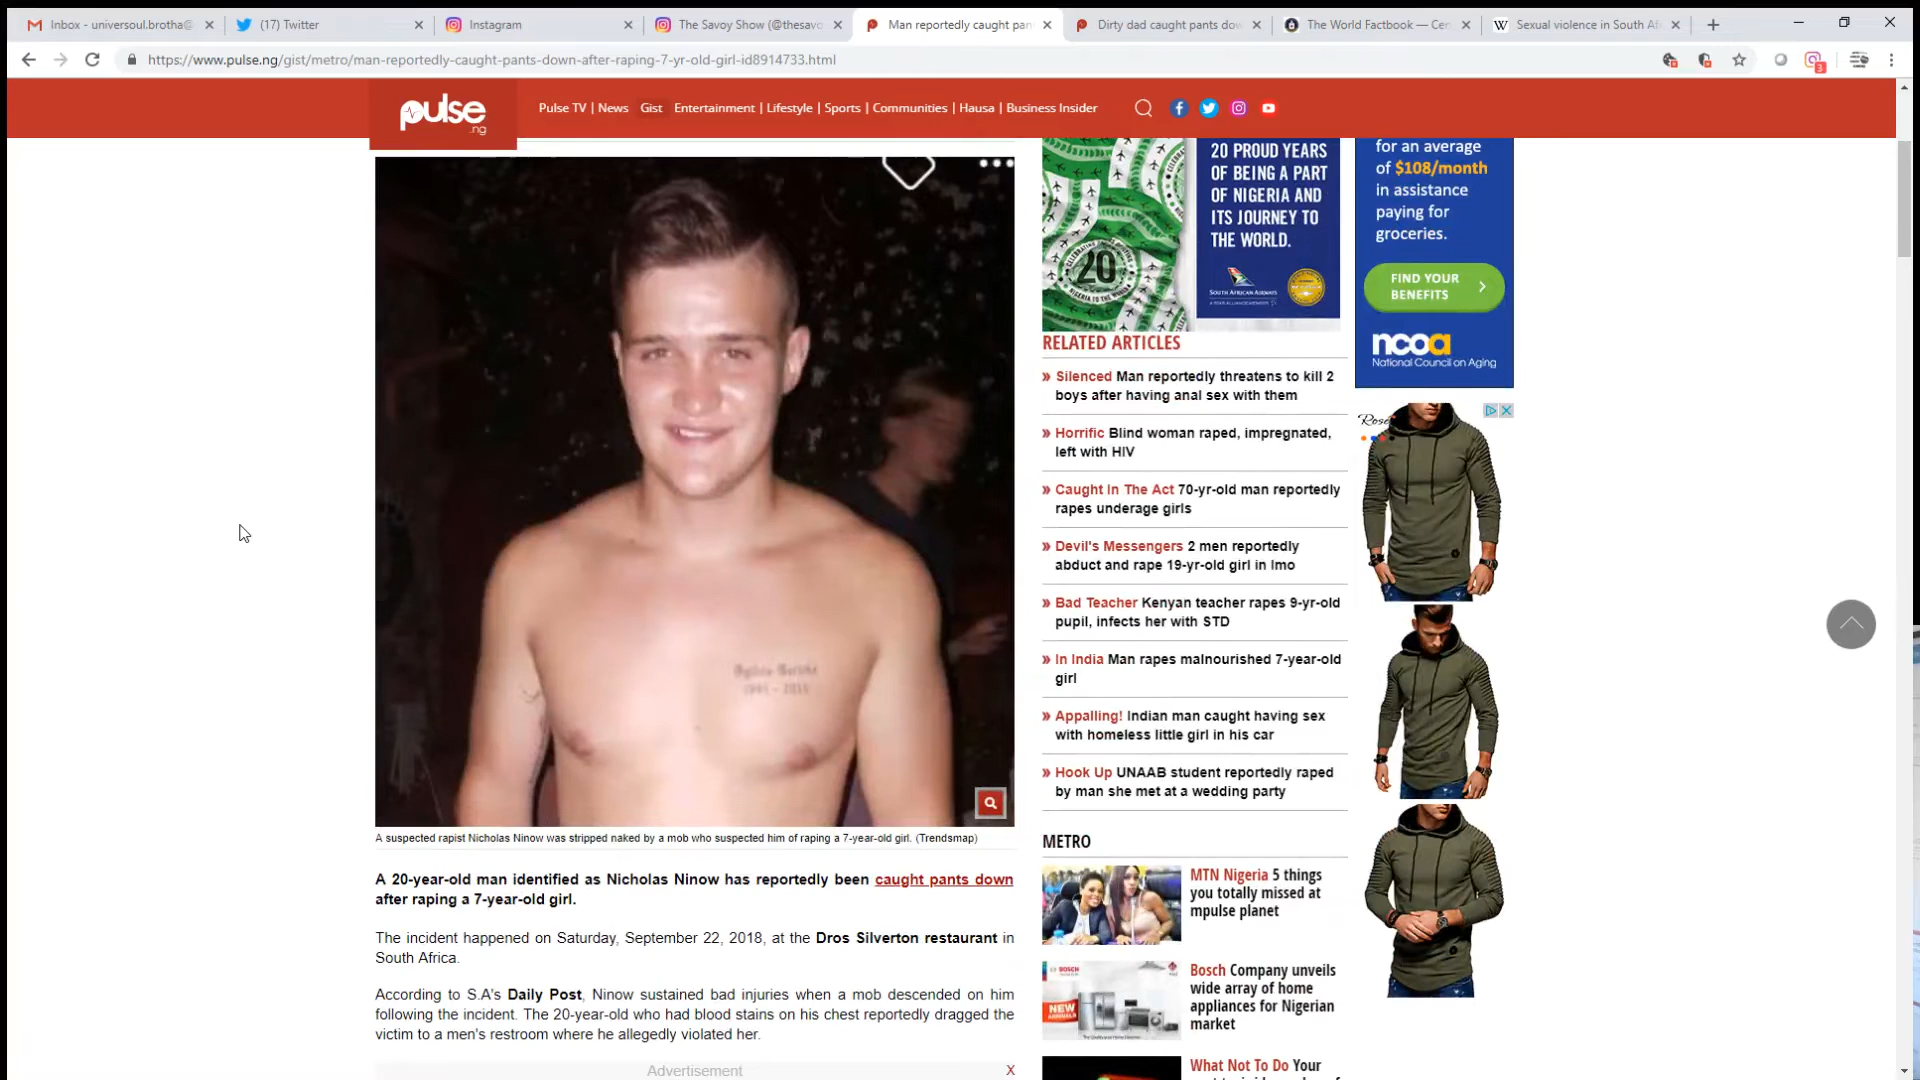 Inbox - universoul.brotha@
(17) Twitter
Instagram
The Savoy Show (@thesavo
Man reportedly caught pan
Dirty dad caught pants dow
The World Factbook — Cen
Sexual violence in South Af
https://www.pulse.ng/gist/metro/man-reportedly-caught-pants-down-after-raping-7-yr-old-girl-id8914733.html
3
pulse
.ng
Pulse TV | News Gist Entertainment | Lifestyle | Sports | Communities | Hausa | Business Insider
20 PROUD YEARS
OF BEING A PART
OF NIGERIA AND
ITS JOURNEY TO
THE WORLD.
20
SOUTH AFRICAN AIRWAYS
for an average
of $108/month
in assistance
paying for
groceries.
FIND YOUR
BENEFITS
ncoa
National Council on Aging
RELATED ARTICLES
» Silenced Man reportedly threatens to kill 2
boys after having anal sex with them
» Horrific Blind woman raped, impregnated,
left with HIV
» Caught In The Act 70-yr-old man reportedly
rapes underage girls
» Devil's Messengers 2 men reportedly
abduct and rape 19-yr-old girl in Imo
» Bad Teacher Kenyan teacher rapes 9-yr-old
pupil, infects her with STD
» In India Man rapes malnourished 7-year-old
girl
» Appalling! Indian man caught having sex
with homeless little girl in his car
» Hook Up UNAAB student reportedly raped
by man she met at a wedding party
A suspected rapist Nicholas Ninow was stripped naked by a mob who suspected him of raping a 7-year-old girl. (Trendsmap)
A 20-year-old man identified as Nicholas Ninow has reportedly been caught pants down
after raping a 7-year-old girl.
The incident happened on Saturday, September 22, 2018, at the Dros Silverton restaurant in
South Africa.
According to S.A's Daily Post, Ninow sustained bad injuries when a mob descended on him
following the incident. The 20-year-old who had blood stains on his chest reportedly dragged the
victim to a men's restroom where he allegedly violated her.
Advertisement
X
METRO
MTN Nigeria 5 things
you totally missed at
mpulse planet
BOSCH
NEW
Bosch Company unveils
wide array of home
appliances for Nigerian
market
What Not To Do Your